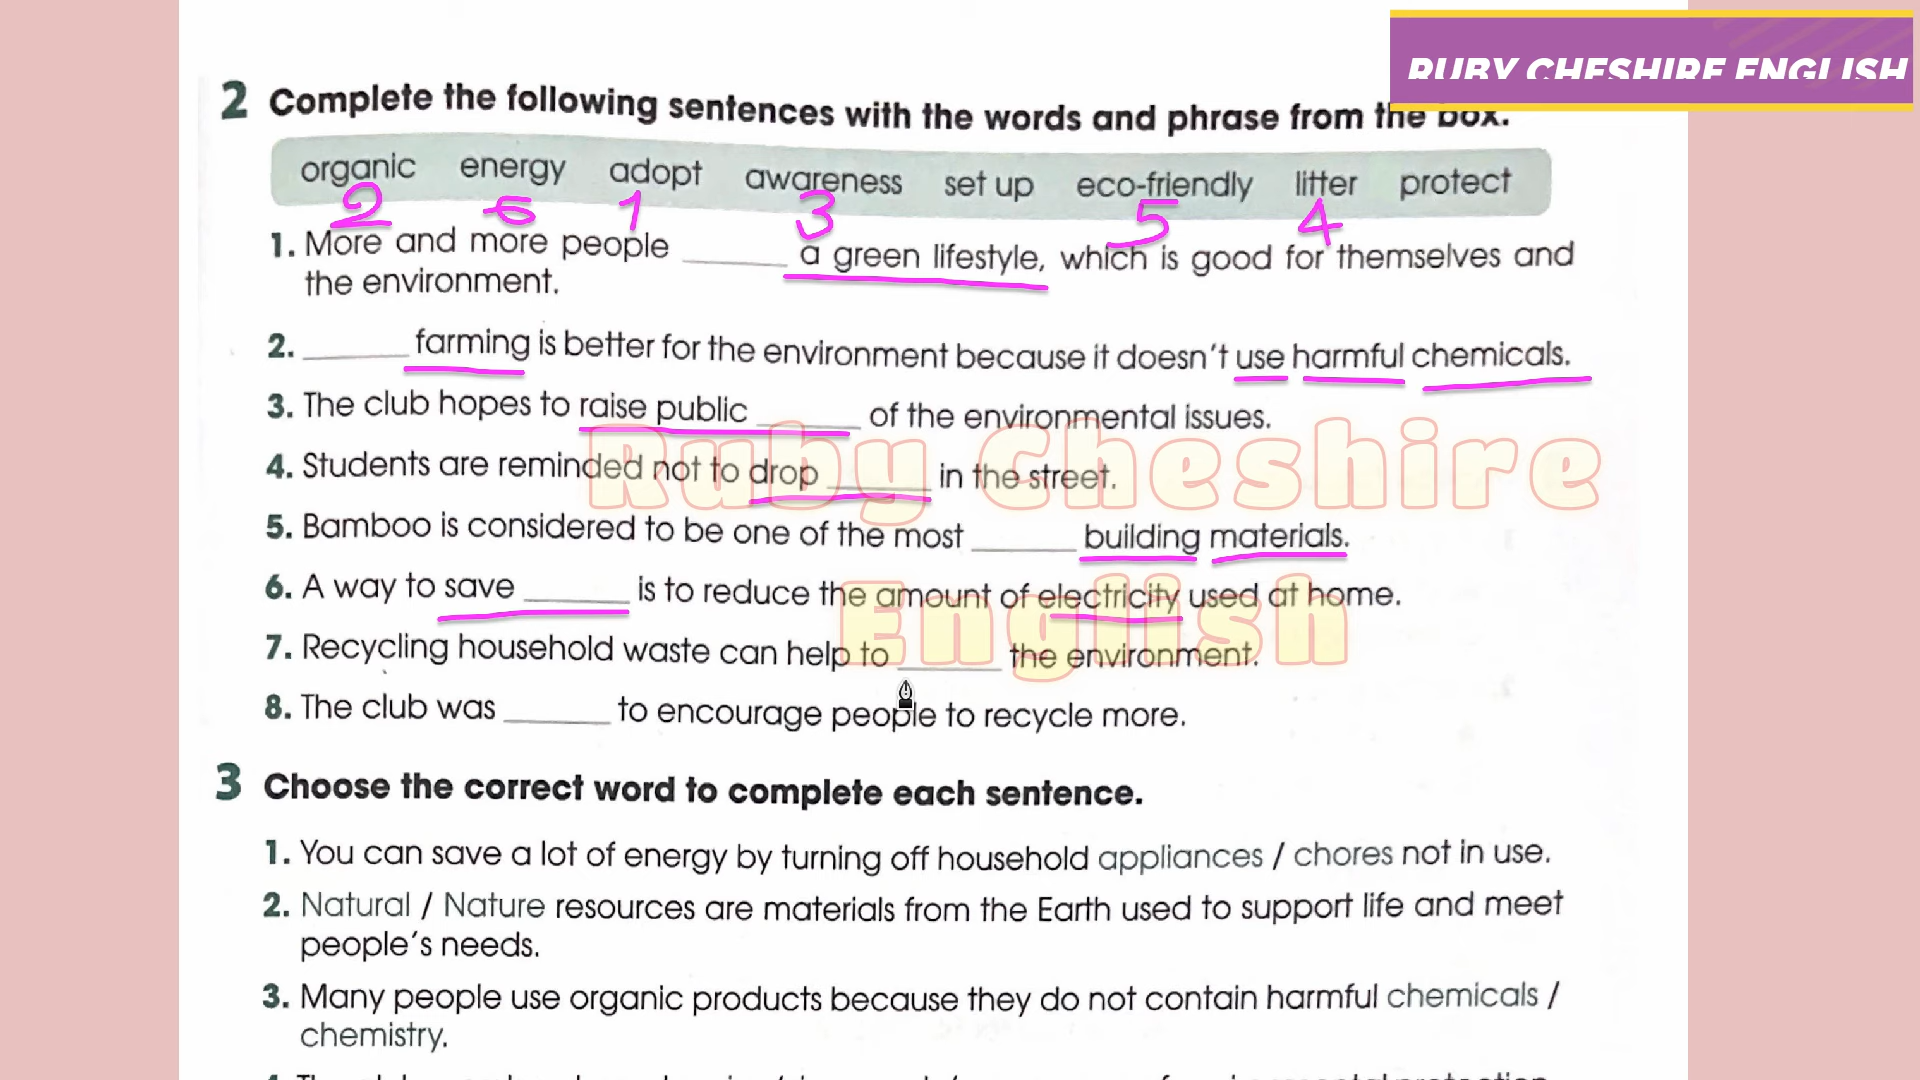 RUBY CHESHIRE ENGLISH
2 Complete the following sentences with the words and phrase from the box.
organic energy adopt awareness set up eco-friendly litter protect
2 6 1 3 5 4
1. More and more people ______ a green lifestyle, which is good for themselves and
the environment.
2. ______ farming is better for the environment because it doesn't use harmful chemicals.
3. The club hopes to raise public ______ of the environmental issues.
Ruby Cheshire
4. Students are reminded not to drop ______ in the street.
5. Bamboo is considered to be one of the most ______ building materials.
6. A way to save ______ is to reduce the amount of electricity used at home.
English
7. Recycling household waste can help to ______ the environment.
8. The club was ______ to encourage people to recycle more.
3 Choose the correct word to complete each sentence.
1. You can save a lot of energy by turning off household appliances / chores not in use.
2. Natural / Nature resources are materials from the Earth used to support life and meet
people's needs.
3. Many people use organic products because they do not contain harmful chemicals /
chemistry.